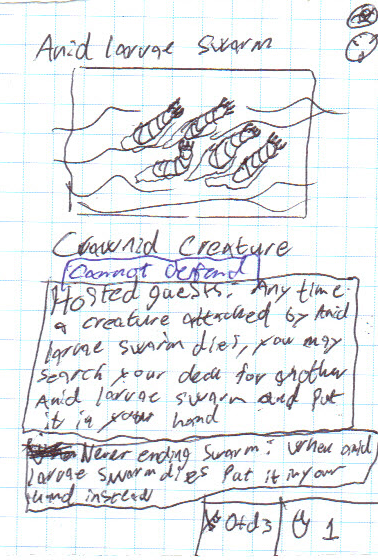 Anid larvae swarm
Crawnid Creature
Cannot Defend
Hosted guests: Any time
a creature attacked by Anid
larvae swarm dies, you may
search your deck for another
Anid larvae swarm and put
it in your hand
Never ending swarm: when anid
larvae swarm dies put it in your
hand instead
1